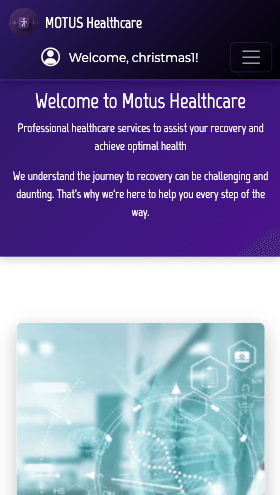 MOTUS Healthcare
Welcome, christmas1!
Welcome to Motus Healthcare
Professional healthcare services to assist your recovery and
achieve optimal health
We understand the journey to recovery can be challenging and
daunting. That's why we're here to help you every step of the
way.